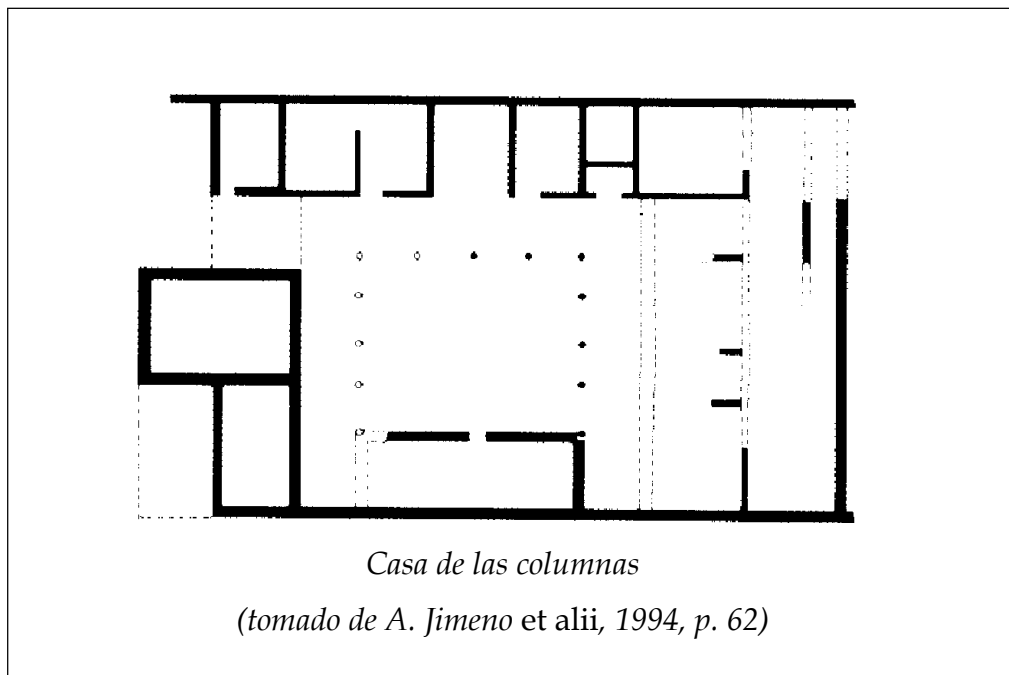 Casa de las columnas
(tomado de A. Jimeno et alii, 1994, p. 62)